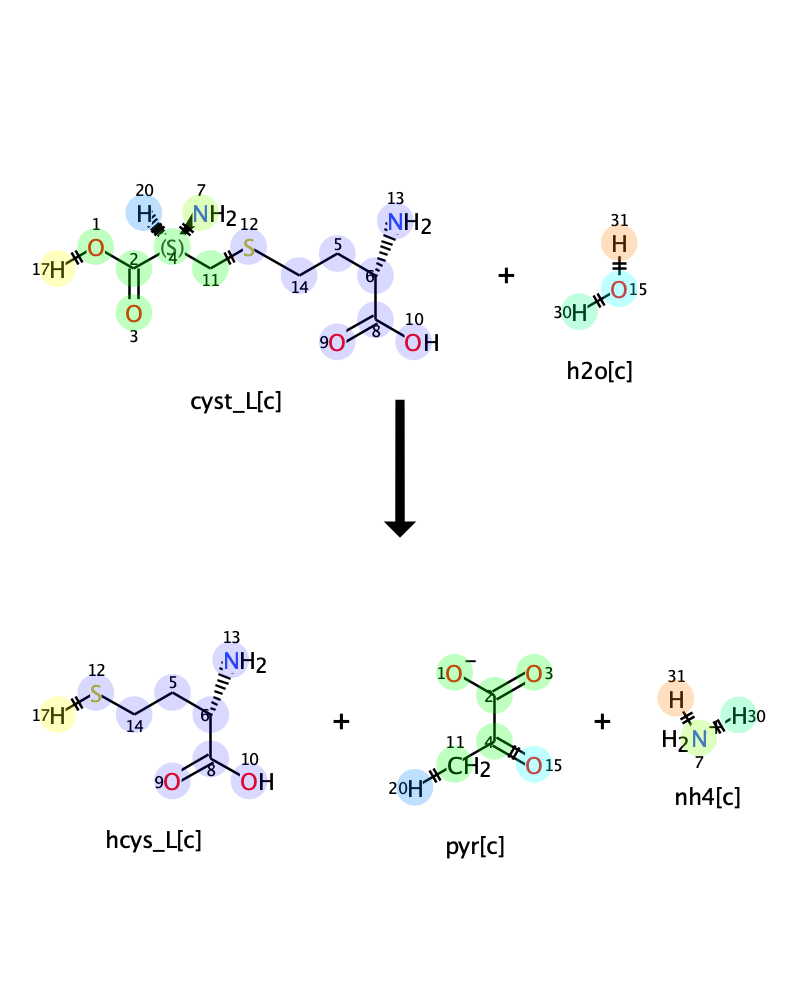 20 7 13
H NH2 NH2
1 12 5 31
O (S) S H
17H 2 4 11 14 6 + O 15
O 30H
3 8 10
9O OH
h2o[c]
cyst_L[c]
13
12 5 NH2 1O − O3 31
S 2 H
17H 14 6 + 4 + H30
11 H2N
8 10 CH2 O15 7
9O OH 20H
nh4[c]
hcys_L[c] pyr[c]